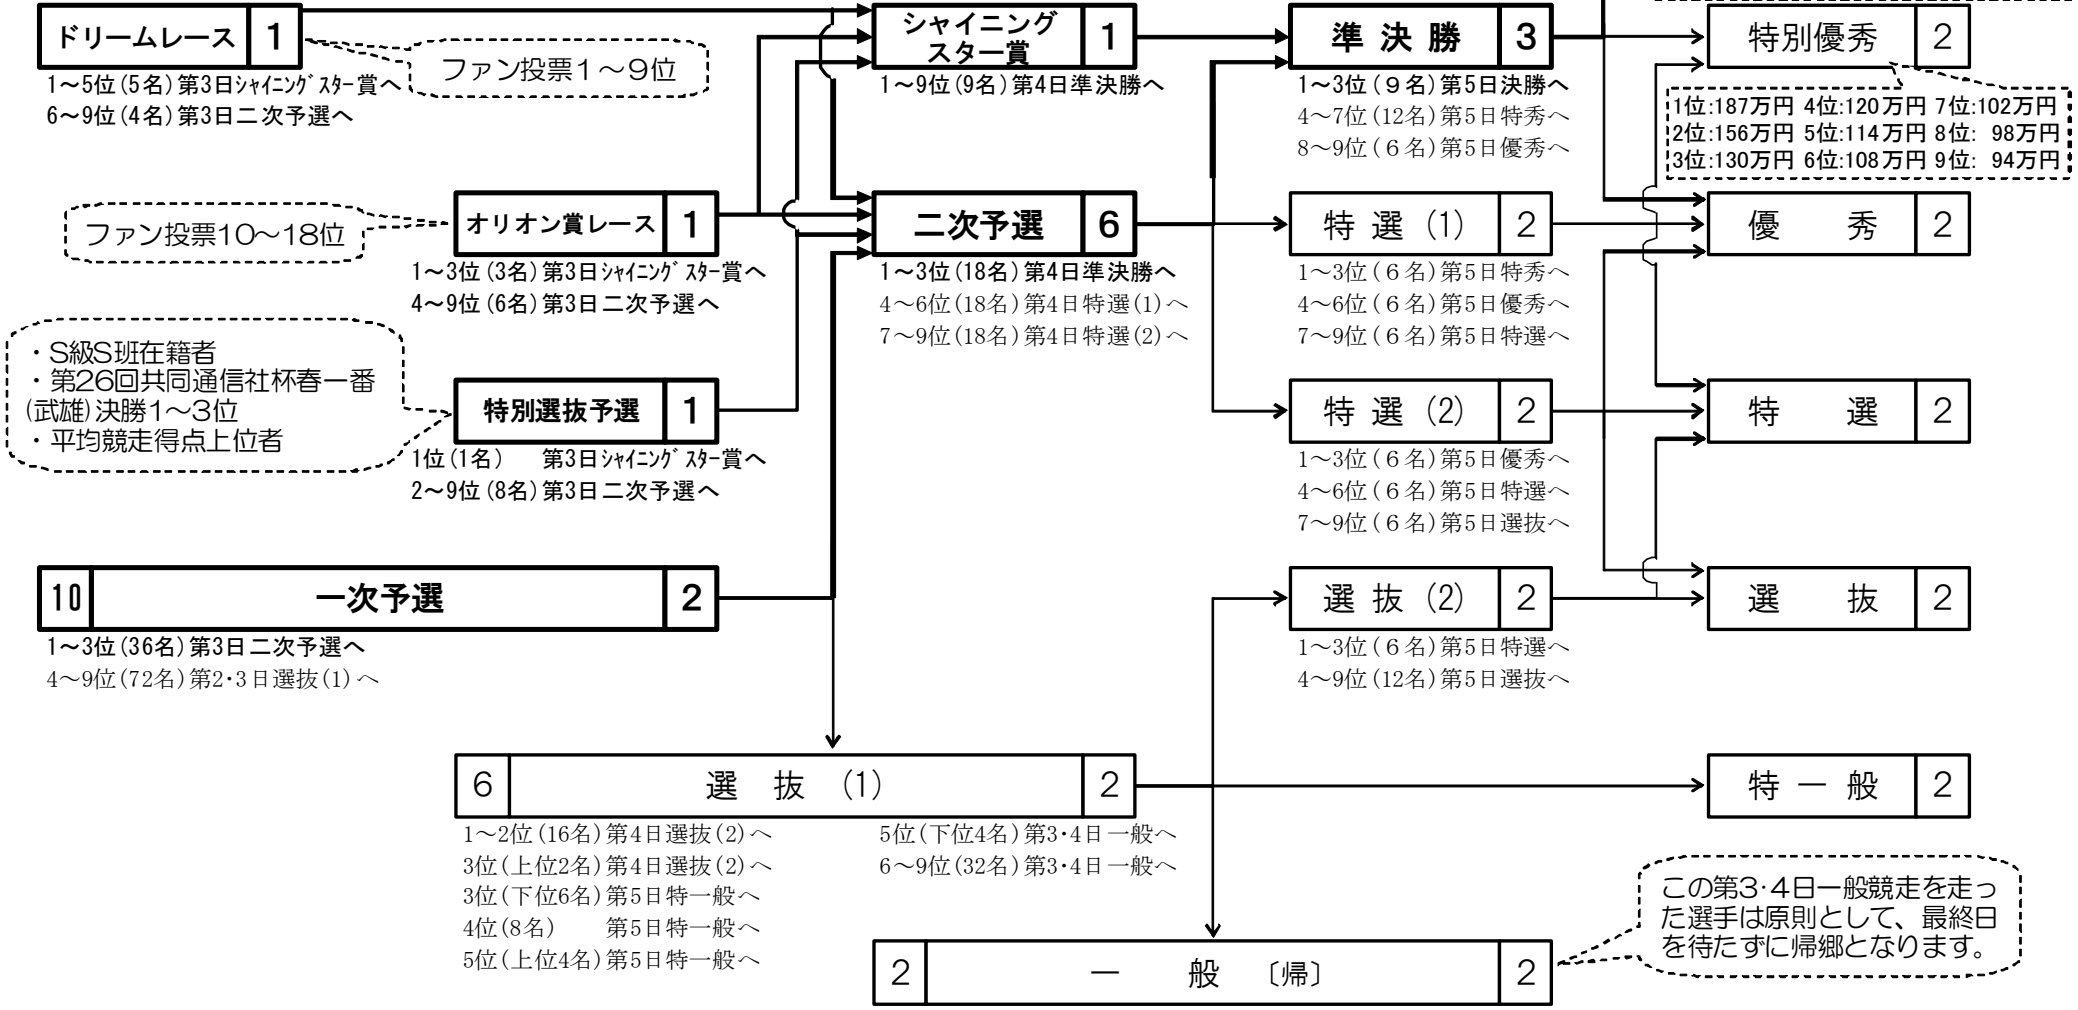 ドリームレース 1
1～5位(5名)第3日シャイニングスター賞へ
6～9位(4名)第3日二次予選へ
ファン投票1～9位
シャイニング
スター賞 1
1～9位(9名)第4日準決勝へ
準決勝 3
1～3位(9名)第5日決勝へ
4～7位(12名)第5日特秀へ
8～9位(6名)第5日優秀へ
特別優秀 2
1位:187万円 4位:120万円 7位:102万円
2位:156万円 5位:114万円 8位: 98万円
3位:130万円 6位:108万円 9位: 94万円
ファン投票10～18位
オリオン賞レース 1
1～3位(3名)第3日シャイニングスター賞へ
4～9位(6名)第3日二次予選へ
二次予選 6
1～3位(18名)第4日準決勝へ
4～6位(18名)第4日特選(1)へ
7～9位(18名)第4日特選(2)へ
特選(1) 2
1～3位(6名)第5日特秀へ
4～6位(6名)第5日優秀へ
7～9位(6名)第5日特選へ
優秀 2
・S級S班在籍者
・第26回共同通信社杯春一番
(武雄)決勝1～3位
・平均競走得点上位者
特別選抜予選 1
1位(1名) 第3日シャイニングスター賞へ
2～9位(8名)第3日二次予選へ
特選(2) 2
1～3位(6名)第5日優秀へ
4～6位(6名)第5日特選へ
7～9位(6名)第5日選抜へ
特選 2
10 一次予選 2
1～3位(36名)第3日二次予選へ
4～9位(72名)第2・3日選抜(1)へ
選抜(2) 2
1～3位(6名)第5日特選へ
4～9位(12名)第5日選抜へ
選抜 2
6 選抜(1) 2
1～2位(16名)第4日選抜(2)へ
3位(上位2名)第4日選抜(2)へ
3位(下位6名)第5日特一般へ
4位(8名) 第5日特一般へ
5位(上位4名)第5日特一般へ
5位(下位4名)第3・4日一般へ
6～9位(32名)第3・4日一般へ
特一般 2
2 一般〔帰〕 2
この第3・4日一般競走を走っ
た選手は原則として、最終日
を待たずに帰郷となります。